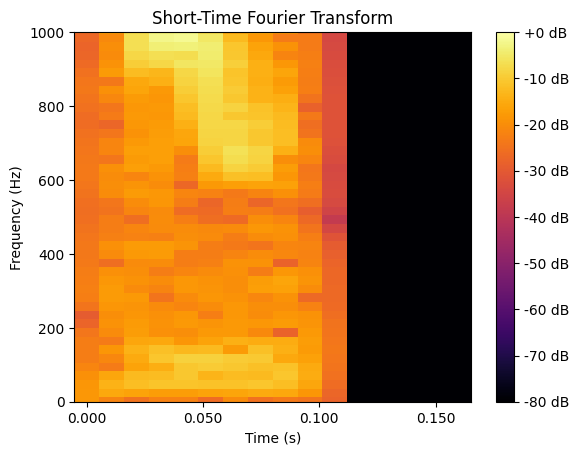 Short-Time Fourier Transform
1000
800
600
400
200
0
Frequency (Hz)
0.000
0.050
0.100
0.150
Time (s)
+0 dB
-10 dB
-20 dB
-30 dB
-40 dB
-50 dB
-60 dB
-70 dB
-80 dB